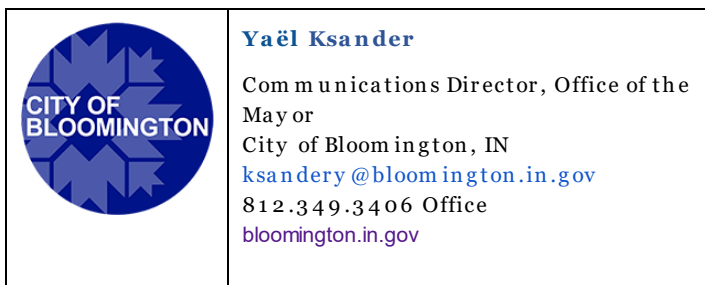 CITY OF
BLOOMINGTON
Yaël Ksander
Communications Director, Office of the
Mayor
City of Bloomington, IN
ksandery@bloomington.in.gov
812.349.3406 Office
bloomington.in.gov